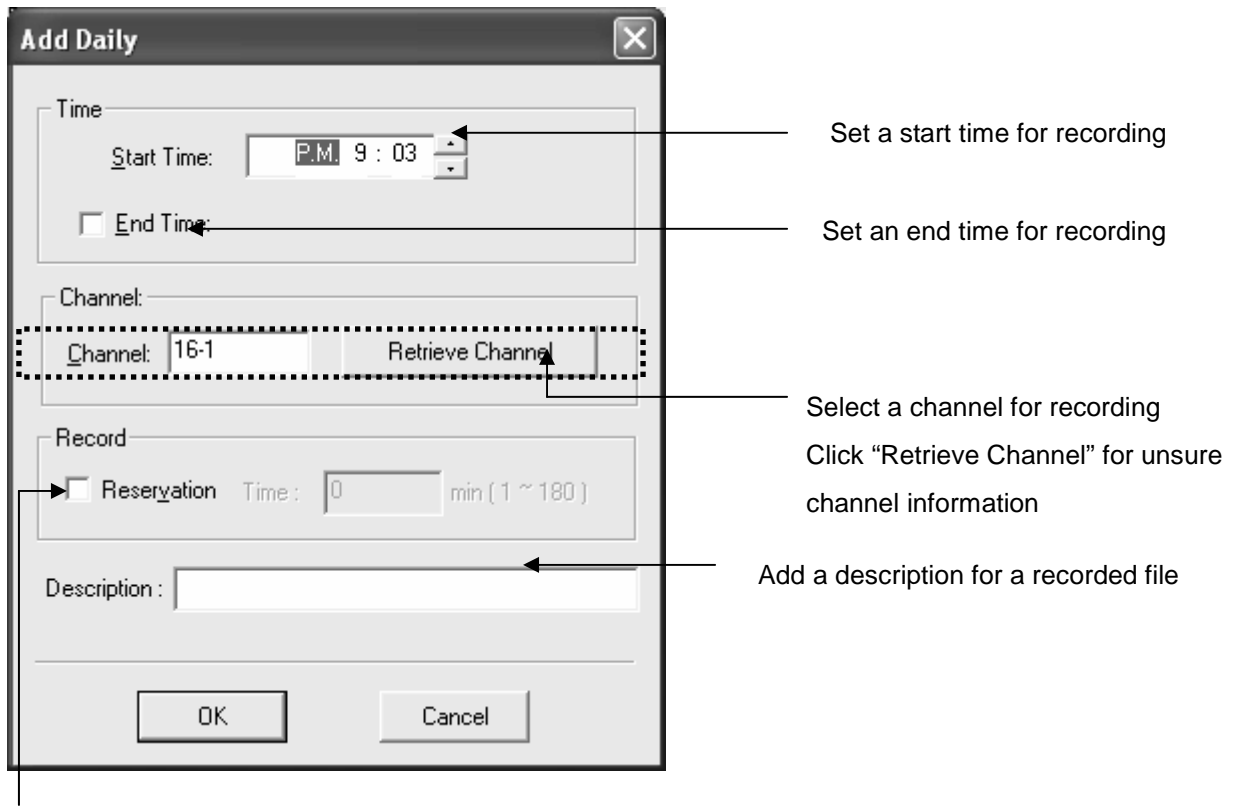 Add Daily
Time
Start Time: P.M. 9 : 03
Set a start time for recording
End Time:
Set an end time for recording
Channel:
Channel: 16-1 Retrieve Channel
Select a channel for recording
Click “Retrieve Channel” for unsure
channel information
Record
Reservation Time : 0 min ( 1 ~ 180 )
Description :
Add a description for a recorded file
OK Cancel